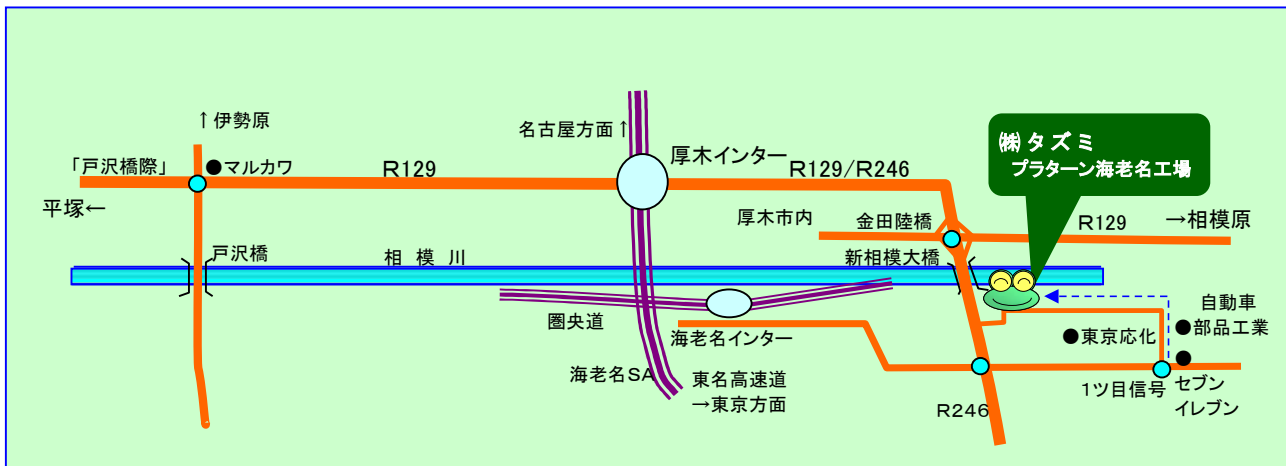 ↑伊勢原
名古屋方面↑
㈱タズミ
プラターン海老名工場
「戸沢橋際」
●マルカワ
R129
厚木インター
R129/R246
平塚←
厚木市内
金田陸橋
R129
→相模原
戸沢橋
相模川
新相模大橋
圏央道
海老名インター
自動車
●部品工業
●東京応化
海老名SA
東名高速道
→東京方面
R246
1ツ目信号
●
セブン
イレブン